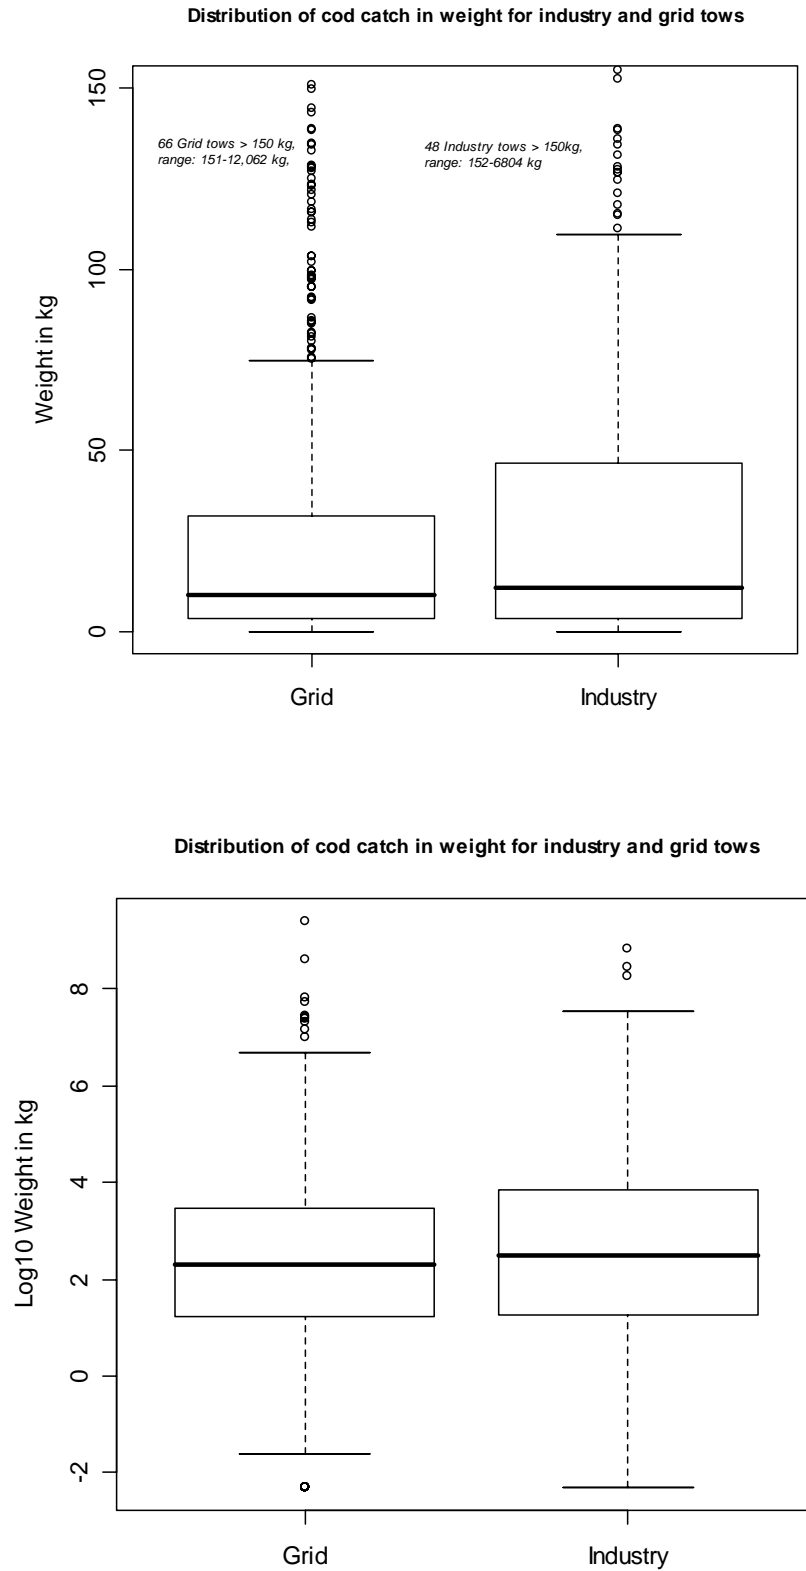 Distribution of cod catch in weight for industry and grid tows
150
66 Grid tows > 150 kg,
range: 151-12,062 kg,
48 Industry tows > 150kg,
range: 152-6804 kg
100
Weight in kg
50
0
Grid
Industry
Distribution of cod catch in weight for industry and grid tows
8
6
Log10 Weight in kg
4
2
0
-2
Grid
Industry